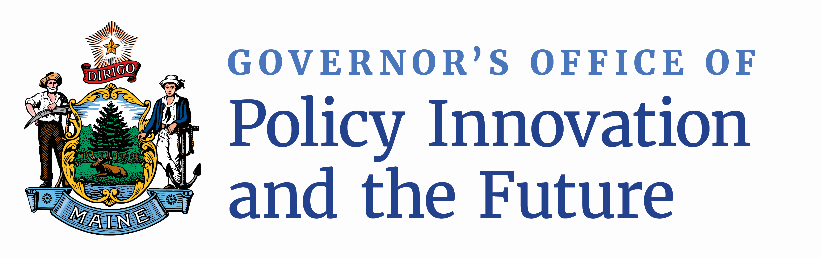 DIRIGO
MAINE
GOVERNOR’S OFFICE OF
Policy Innovation
and the Future